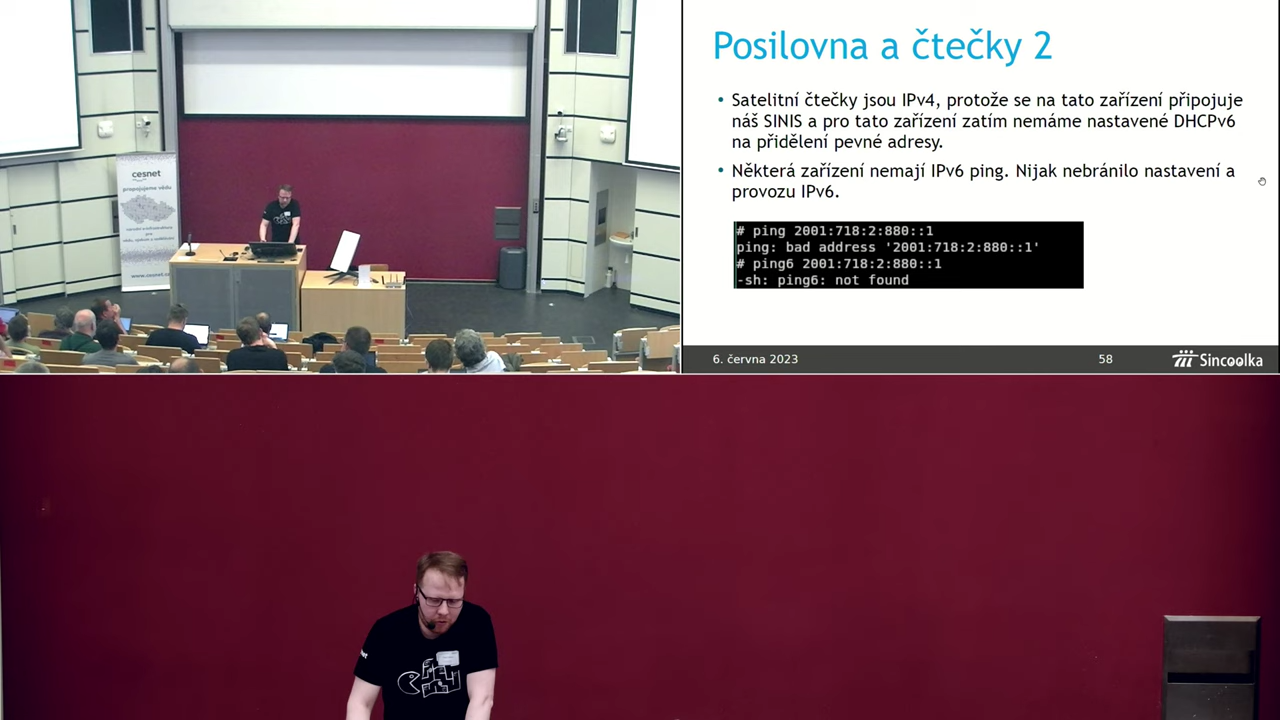 cesnet
propojujeme vědu
www.cesnet.cz
Posilovna a čtečky 2
• Satelitní čtečky jsou IPv4, protože se na tato zařízení připojuje
náš SINIS a pro tato zařízení zatím nemáme nastavené DHCPv6
na přidělení pevné adresy.
• Některá zařízení nemají IPv6 ping. Nijak nebránilo nastavení a
provozu IPv6.
# ping 2001:718:2:880::1
ping: bad address '2001:718:2:880::1'
# ping6 2001:718:2:880::1
-sh: ping6: not found
6. června 2023
58
Sincoolka